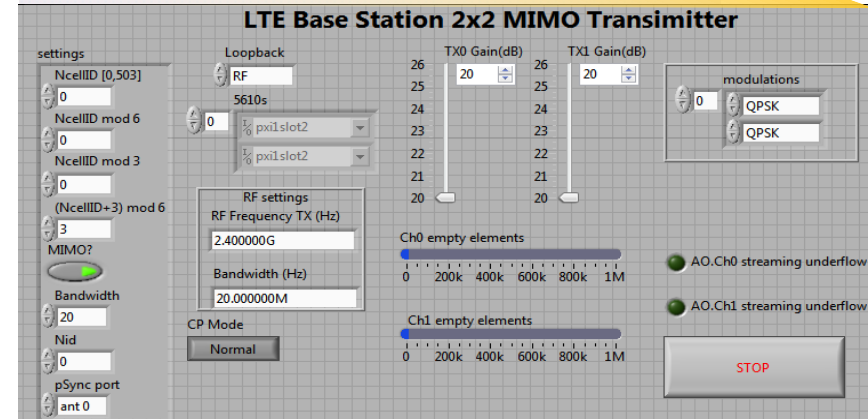 LTE Base Station 2x2 MIMO Transimitter
settings
NcellID [0,503]
0
NcellID mod 6
0
NcellID mod 3
0
(NcellID+3) mod 6
3
MIMO?
Bandwidth
20
Nid
0
pSync port
ant 0
Loopback
RF
5610s
0
pxi1slot2
pxi1slot2
RF settings
RF Frequency TX (Hz)
2.400000G
Bandwidth (Hz)
20.000000M
CP Mode
Normal
TX0 Gain(dB)
20
26
25
24
23
22
21
20
TX1 Gain(dB)
20
26
25
24
23
22
21
20
Ch0 empty elements
0 200k 400k 600k 800k 1M
Ch1 empty elements
0 200k 400k 600k 800k 1M
modulations
0
QPSK
QPSK
AO.Ch0 streaming underflow
AO.Ch1 streaming underflow
STOP